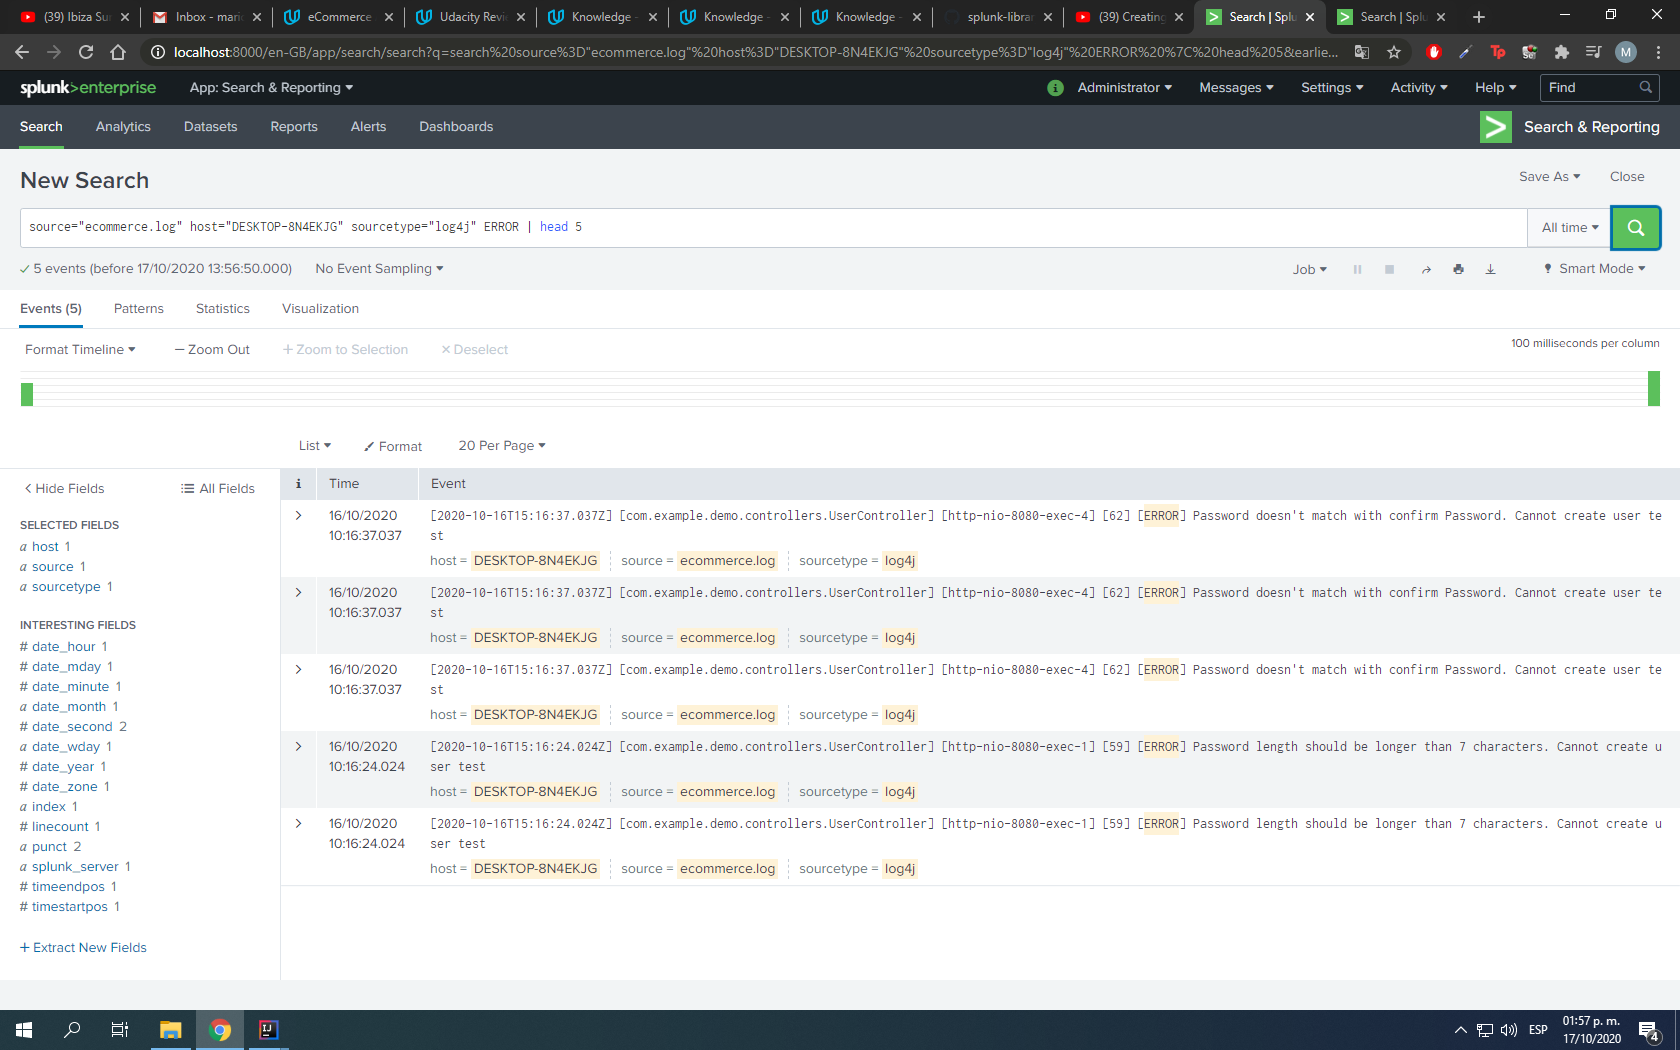 (39) Ibiza Sur
Inbox - mari
eCommerce
Udacity Revi
Knowledge -
Knowledge -
Knowledge -
splunk-librar
(39) Creating
Search | Splu
Search | Splu
localhost:8000/en-GB/app/search/search?q=search%20source%3D"ecommerce.log"%20host%3D"DESKTOP-8N4EKJG"%20sourcetype%3D"log4j"%20ERROR%20%7C%20head%205&earlie...
Tp
M
splunk>enterprise
App: Search & Reporting
i
Administrator
Messages
Settings
Activity
Help
Find
Search
Analytics
Datasets
Reports
Alerts
Dashboards
Search & Reporting
New Search
Save As
Close
source="ecommerce.log" host="DESKTOP-8N4EKJG" sourcetype="log4j" ERROR | head 5
All time
5 events (before 17/10/2020 13:56:50.000)
No Event Sampling
Job
Smart Mode
Events (5)
Patterns
Statistics
Visualization
Format Timeline
— Zoom Out
+ Zoom to Selection
× Deselect
100 milliseconds per column
List
Format
20 Per Page
< Hide Fields
All Fields
i
Time
Event
SELECTED FIELDS
a host 1
a source 1
a sourcetype 1
INTERESTING FIELDS
# date_hour 1
# date_mday 1
# date_minute 1
a date_month 1
# date_second 2
a date_wday 1
# date_year 1
# date_zone 1
a index 1
# linecount 1
a punct 2
a splunk_server 1
# timeendpos 1
# timestartpos 1
+ Extract New Fields
16/10/2020
10:16:37.037
[2020-10-16T15:16:37.037Z] [com.example.demo.controllers.UserController] [http-nio-8080-exec-4] [62] [ERROR] Password doesn't match with confirm Password. Cannot create user te
st
host = DESKTOP-8N4EKJG source = ecommerce.log sourcetype = log4j
16/10/2020
10:16:37.037
[2020-10-16T15:16:37.037Z] [com.example.demo.controllers.UserController] [http-nio-8080-exec-4] [62] [ERROR] Password doesn't match with confirm Password. Cannot create user te
st
host = DESKTOP-8N4EKJG source = ecommerce.log sourcetype = log4j
16/10/2020
10:16:37.037
[2020-10-16T15:16:37.037Z] [com.example.demo.controllers.UserController] [http-nio-8080-exec-4] [62] [ERROR] Password doesn't match with confirm Password. Cannot create user te
st
host = DESKTOP-8N4EKJG source = ecommerce.log sourcetype = log4j
16/10/2020
10:16:24.024
[2020-10-16T15:16:24.024Z] [com.example.demo.controllers.UserController] [http-nio-8080-exec-1] [59] [ERROR] Password length should be longer than 7 characters. Cannot create u
ser test
host = DESKTOP-8N4EKJG source = ecommerce.log sourcetype = log4j
16/10/2020
10:16:24.024
[2020-10-16T15:16:24.024Z] [com.example.demo.controllers.UserController] [http-nio-8080-exec-1] [59] [ERROR] Password length should be longer than 7 characters. Cannot create u
ser test
host = DESKTOP-8N4EKJG source = ecommerce.log sourcetype = log4j
IJ
ESP
01:57 p. m.
17/10/2020
4